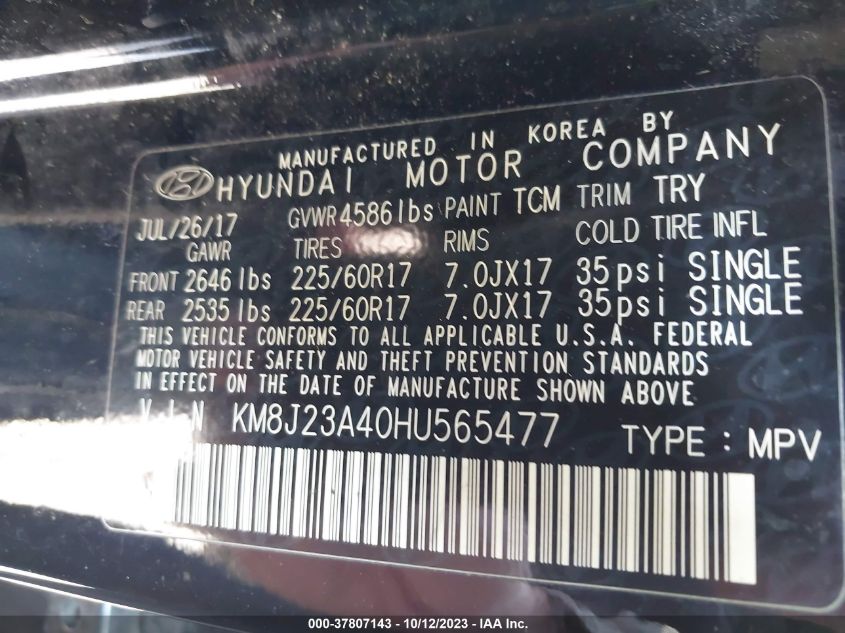 MANUFACTURED IN KOREA BY
HYUNDAI MOTOR COMPANY
JUL/26/17 GVWR 4586 lbs PAINT TCM TRIM TRY
GAWR TIRES RIMS COLD TIRE INFL
FRONT 2646 lbs 225/60R17 7.0JX17 35psi SINGLE
REAR 2535 lbs 225/60R17 7.0JX17 35psi SINGLE
THIS VEHICLE CONFORMS TO ALL APPLICABLE U.S.A. FEDERAL
MOTOR VEHICLE SAFETY AND THEFT PREVENTION STANDARDS
IN EFFECT ON THE DATE OF MANUFACTURE SHOWN ABOVE
V.I.N KM8J23A40HU565477 TYPE : MPV
000-37807143 - 10/12/2023 - IAA Inc.